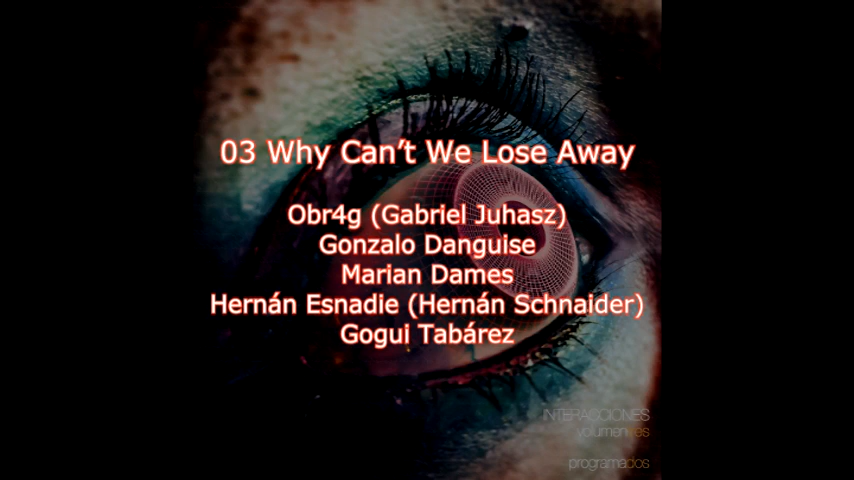 03 Why Can’t We Lose Away
Obr4g (Gabriel Juhasz)
Gonzalo Danguise
Marian Dames
Hernán Esnadie (Hernán Schnaider)
Gogui Tabárez
INTERACCIONES
volumentres
programados